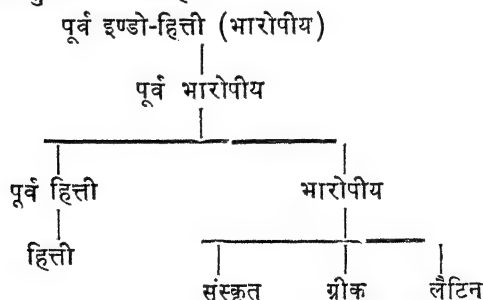 पूर्व इण्डो-हित्ती (भारोपीय)
पूर्व भारोपीय
पूर्व हित्ती भारोपीय
हित्ती
संस्कृत ग्रीक लैटिन